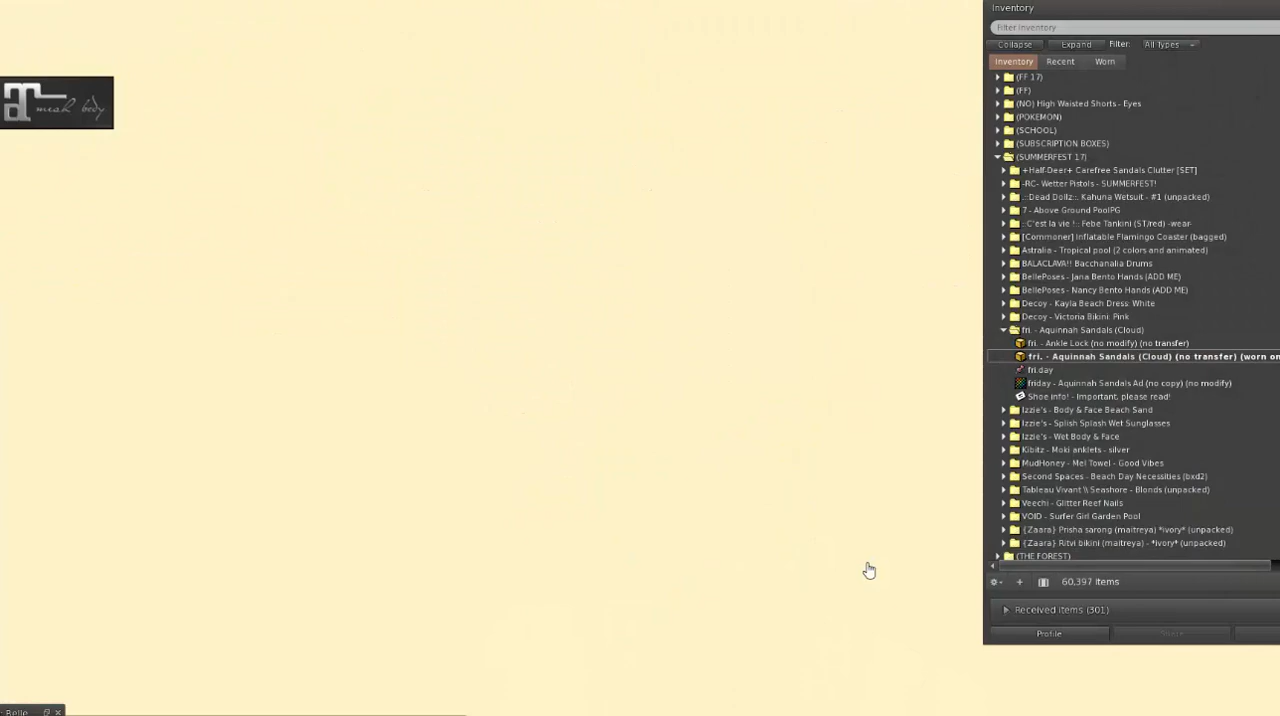 Inventory
Filter Inventory
Collapse Expand Filter: All Types
Inventory Recent Worn
(FF 17)
(FF)
(NO) High Waisted Shorts - Eyes
(POKEMON)
(SCHOOL)
(SUBSCRIPTION BOXES)
(SUMMERFEST 17)
+Half-Deer+ Carefree Sandals Clutter [SET]
-RC- Wetter Pistols - SUMMERFEST!
.::Dead Dollz::. Kahuna Wetsuit - #1 (unpacked)
7 - Above Ground PoolPG
::C'est la vie !:: Febe Tankini (ST/red) -wear-
[Commoner] Inflatable Flamingo Coaster (bagged)
Astralia - Tropical pool (2 colors and animated)
BALACLAVA!! Bacchanalia Drums
BellePoses - Jana Bento Hands (ADD ME)
BellePoses - Nancy Bento Hands (ADD ME)
Decoy - Kayla Beach Dress: White
Decoy - Victoria Bikini: Pink
fri. - Aquinnah Sandals (Cloud)
fri. - Ankle Lock (no modify) (no transfer)
fri. - Aquinnah Sandals (Cloud) (no transfer) (worn on
fri.day
friday - Aquinnah Sandals Ad (no copy) (no modify)
Shoe info! - Important, please read!
Izzie's - Body & Face Beach Sand
Izzie's - Splish Splash Wet Sunglasses
Izzie's - Wet Body & Face
Kibitz - Moki anklets - silver
MudHoney - Mel Towel - Good Vibes
Second Spaces - Beach Day Necessities (bxd2)
Tableau Vivant \\ Seashore - Blonds (unpacked)
Veechi - Glitter Reef Nails
VOID - Surfer Girl Garden Pool
{Zaara} Prisha sarong (maitreya) *ivory* (unpacked)
{Zaara} Ritvi bikini (maitreya) - *ivory* (unpacked)
(THE FOREST)
60,397 items
Received items (301)
Profile Share
mesh body
Belle